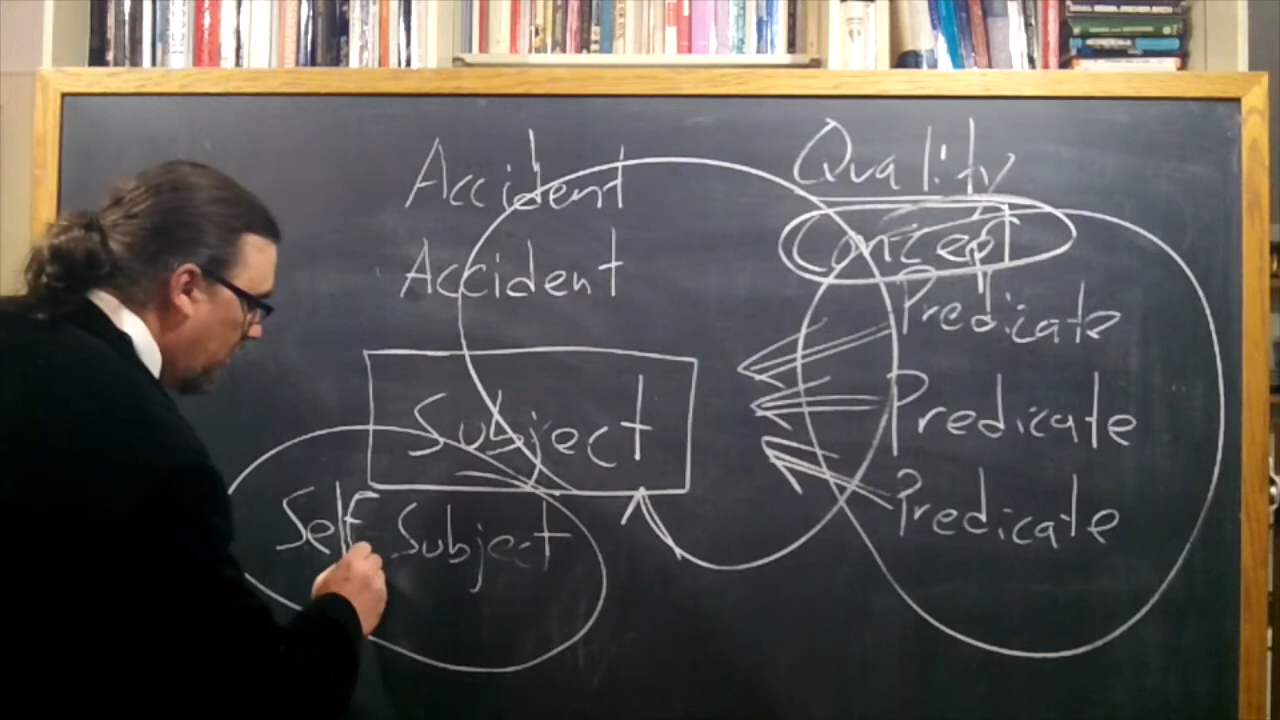 Accident
Quality
Accident
Concept
Predicate
Subject
Predicate
Self Subject
Predicate